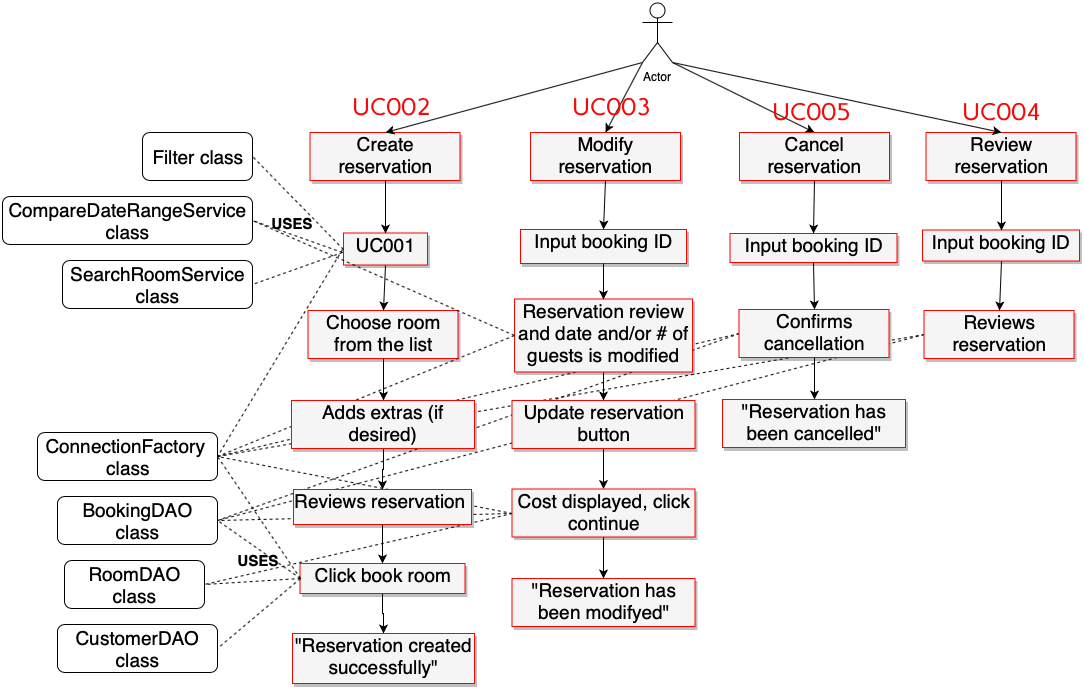 Actor
UC002
UC003
UC005
UC004
Create
reservation
Modify
reservation
Cancel
reservation
Review
reservation
Filter class
CompareDateRangeService
class
USES
SearchRoomService
class
UC001
Input booking ID
Input booking ID
Input booking ID
Choose room
from the list
Reservation review
and date and/or # of
guests is modified
Confirms
cancellation
Reviews
reservation
Adds extras (if
desired)
Update reservation
button
"Reservation has
been cancelled"
ConnectionFactory
class
Reviews reservation
Cost displayed, click
continue
BookingDAO
class
USES
RoomDAO
class
Click book room
"Reservation has
been modifyed"
CustomerDAO
class
"Reservation created
successfully"